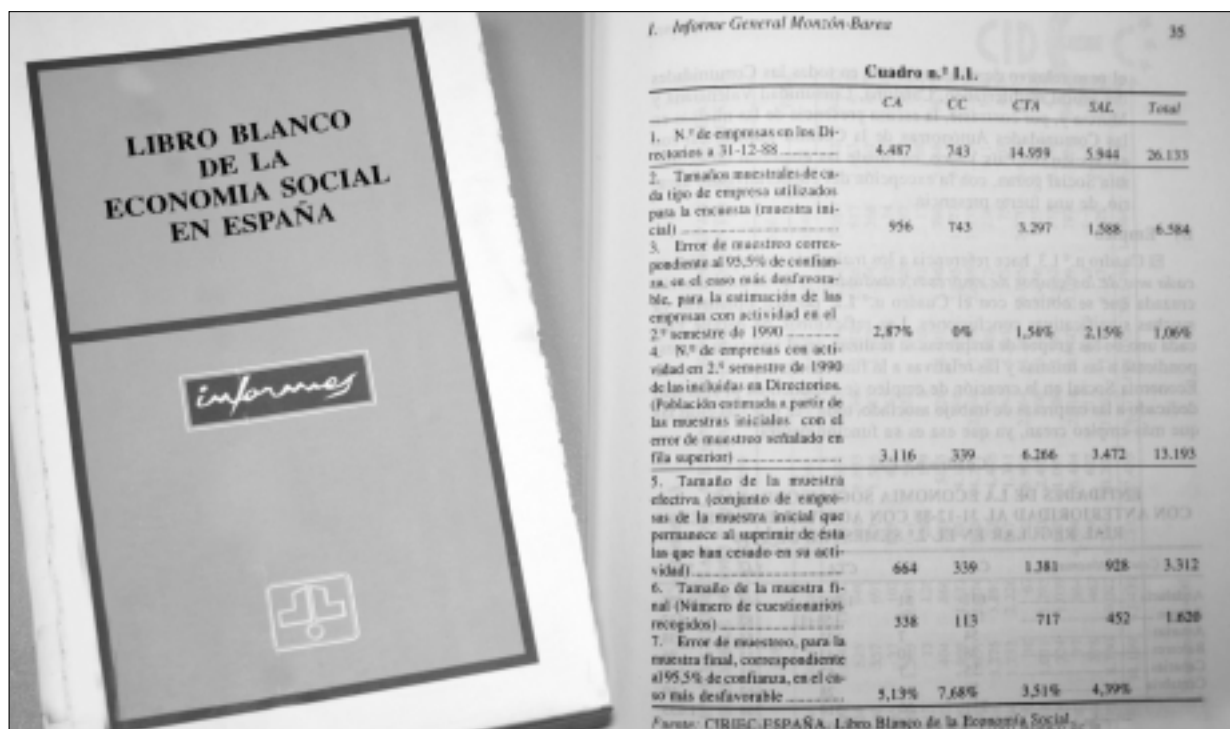 LIBRO BLANCO
DE LA
ECONOMIA SOCIAL
EN ESPAÑA
informes
I. Informe General Monzón-Barea 35
Cuadro n.º I.1.
CA CC CTA SAL Total
1. N.º de empresas en los Di-
rectorios a 31-12-88 4.487 743 14.959 5.944 26.133
2. Tamaños muestrales de ca-
da tipo de empresa utilizados
para la encuesta (muestra ini-
cial) 956 743 3.297 1.588 6.584
3. Error de muestreo corres-
pondiente al 95,5% de confian-
za, en el caso más desfavora-
ble, para la estimación de las
empresas con actividad en el
2.º semestre de 1990 2,87% 0% 1,56% 2,15% 1,06%
4. N.º de empresas con acti-
vidad en 2.º semestre de 1990
de las incluidas en Directorios.
(Población estimada a partir de
las muestras iniciales con el
error de muestreo señalado en
fila superior) 3.116 339 6.266 3.472 13.193
5. Tamaño de la muestra
efectiva (conjunto de empre-
sas de la muestra inicial que
permanece al suprimir de ésta
las que han cesado en su acti-
vidad) 664 339 1.381 928 3.312
6. Tamaño de la muestra fi-
nal (Número de cuestionarios
recogidos) 338 113 717 452 1.620
7. Error de muestreo, para la
muestra final, correspondiente
al 95,5% de confianza, en el ca-
so más desfavorable 5,13% 7,68% 3,51% 4,39%
Fuente: CIRIEC-ESPAÑA. Libro Blanco de la Economía Social.